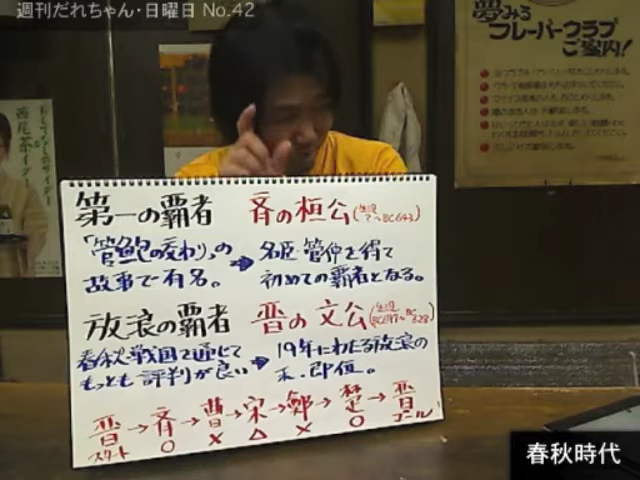 週刊だれちゃん・日曜日 No.42
夢みる
フレーバークラブ
ご案内!
第一の覇者 斉の桓公(生没?~BC643)
「管鮑の交わり」の
故事で有名。
名臣 管仲を得て
初めての覇者となる。
放浪の覇者 晋の文公
春秋・戦国を通じて
もっとも評判が良い
19年にわたる放浪の
末、即位。
晋→斉→曹→宋→鄭→楚→晋
スタート ○ × △ × ○ ゴール!
春秋時代